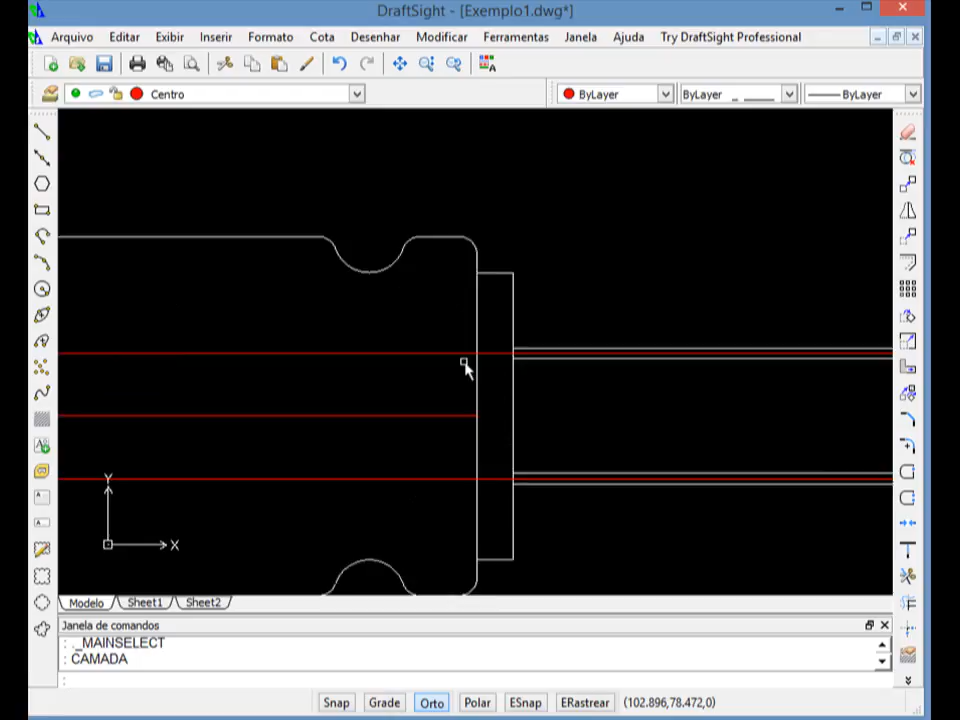 DraftSight - [Exemplo1.dwg*]
Arquivo Editar Exibir Inserir Formato Cota Desenhar Modificar Ferramentas Janela Ajuda Try DraftSight Professional
Centro ByLayer ByLayer ByLayer
Y
X
Modelo Sheet1 Sheet2
Janela de comandos
: ._MAINSELECT
: CAMADA
:
Snap Grade Orto Polar ESnap ERastrear (102.896,78.472,0)